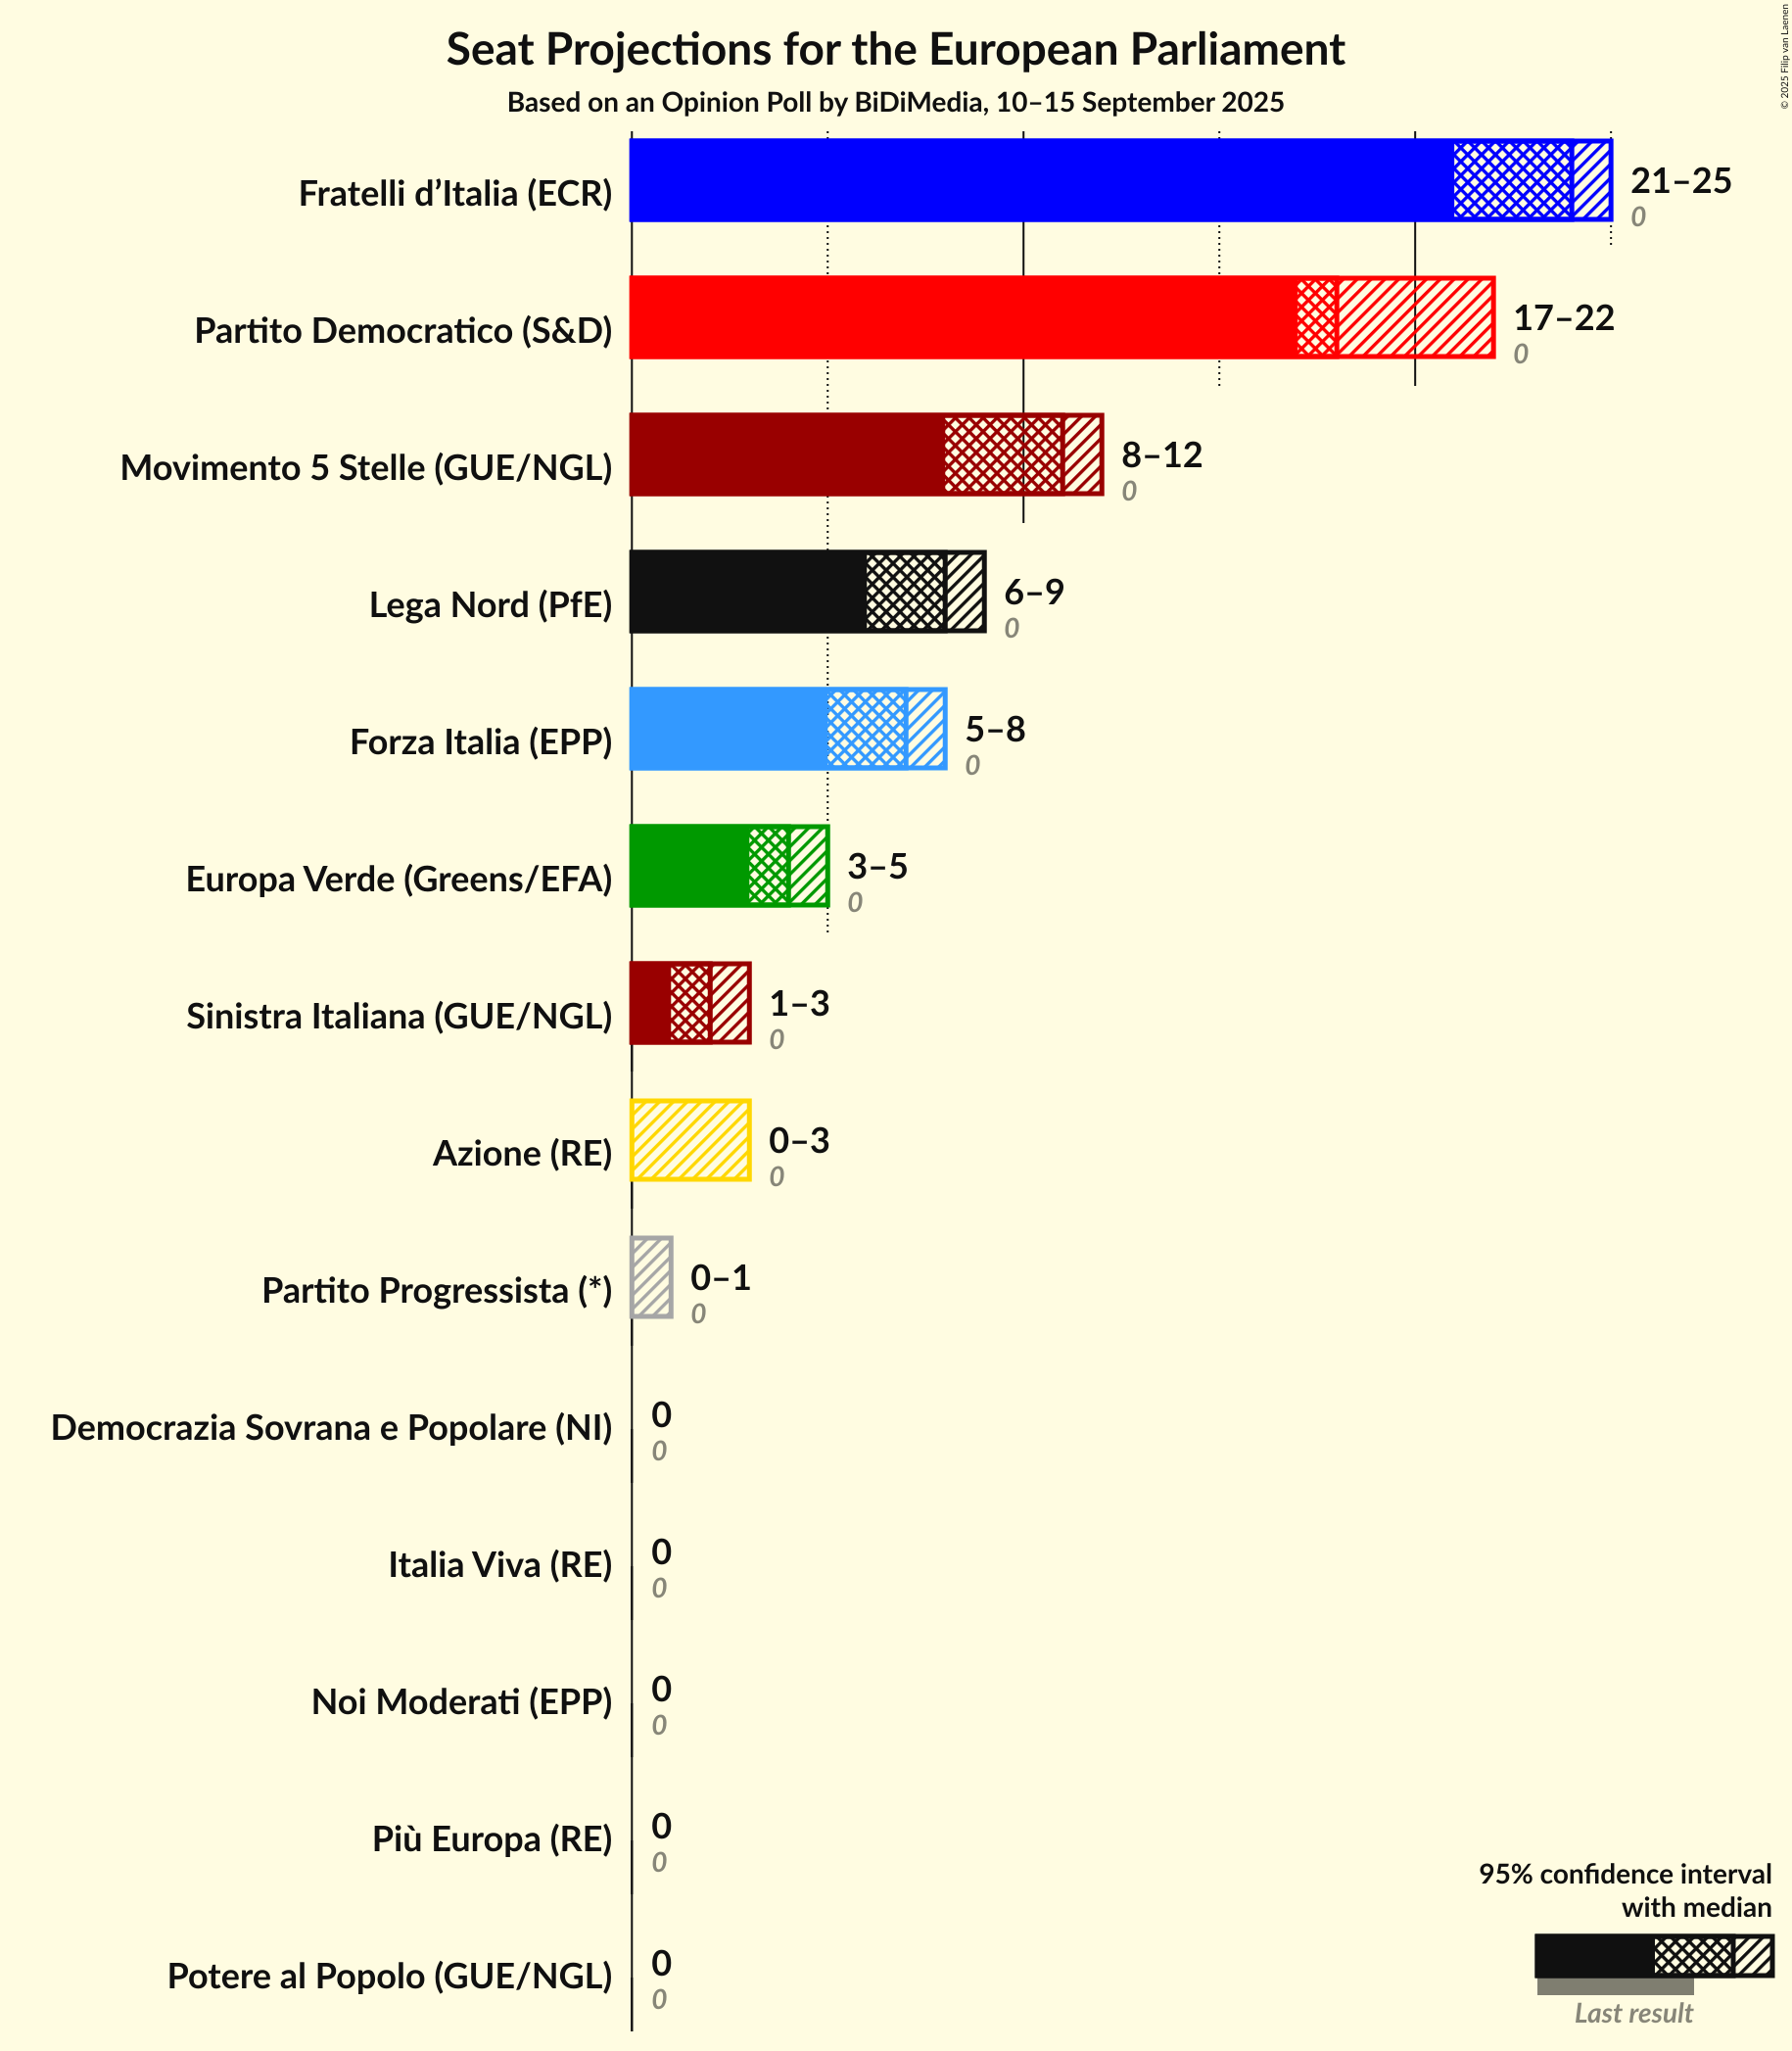 Seat Projections for the European Parliament
Based on an Opinion Poll by BiDiMedia, 10–15 September 2025
© 2025 Filip van Laenen
Fratelli d’Italia (ECR)
21–25
0
Partito Democratico (S&D)
17–22
0
Movimento 5 Stelle (GUE/NGL)
8–12
0
Lega Nord (PfE)
6–9
0
Forza Italia (EPP)
5–8
0
Europa Verde (Greens/EFA)
3–5
0
Sinistra Italiana (GUE/NGL)
1–3
0
Azione (RE)
0–3
0
Partito Progressista (*)
0–1
0
Democrazia Sovrana e Popolare (NI)
0
0
Italia Viva (RE)
0
0
Noi Moderati (EPP)
0
0
Più Europa (RE)
0
0
Potere al Popolo (GUE/NGL)
0
0
95% confidence interval
with median
Last result